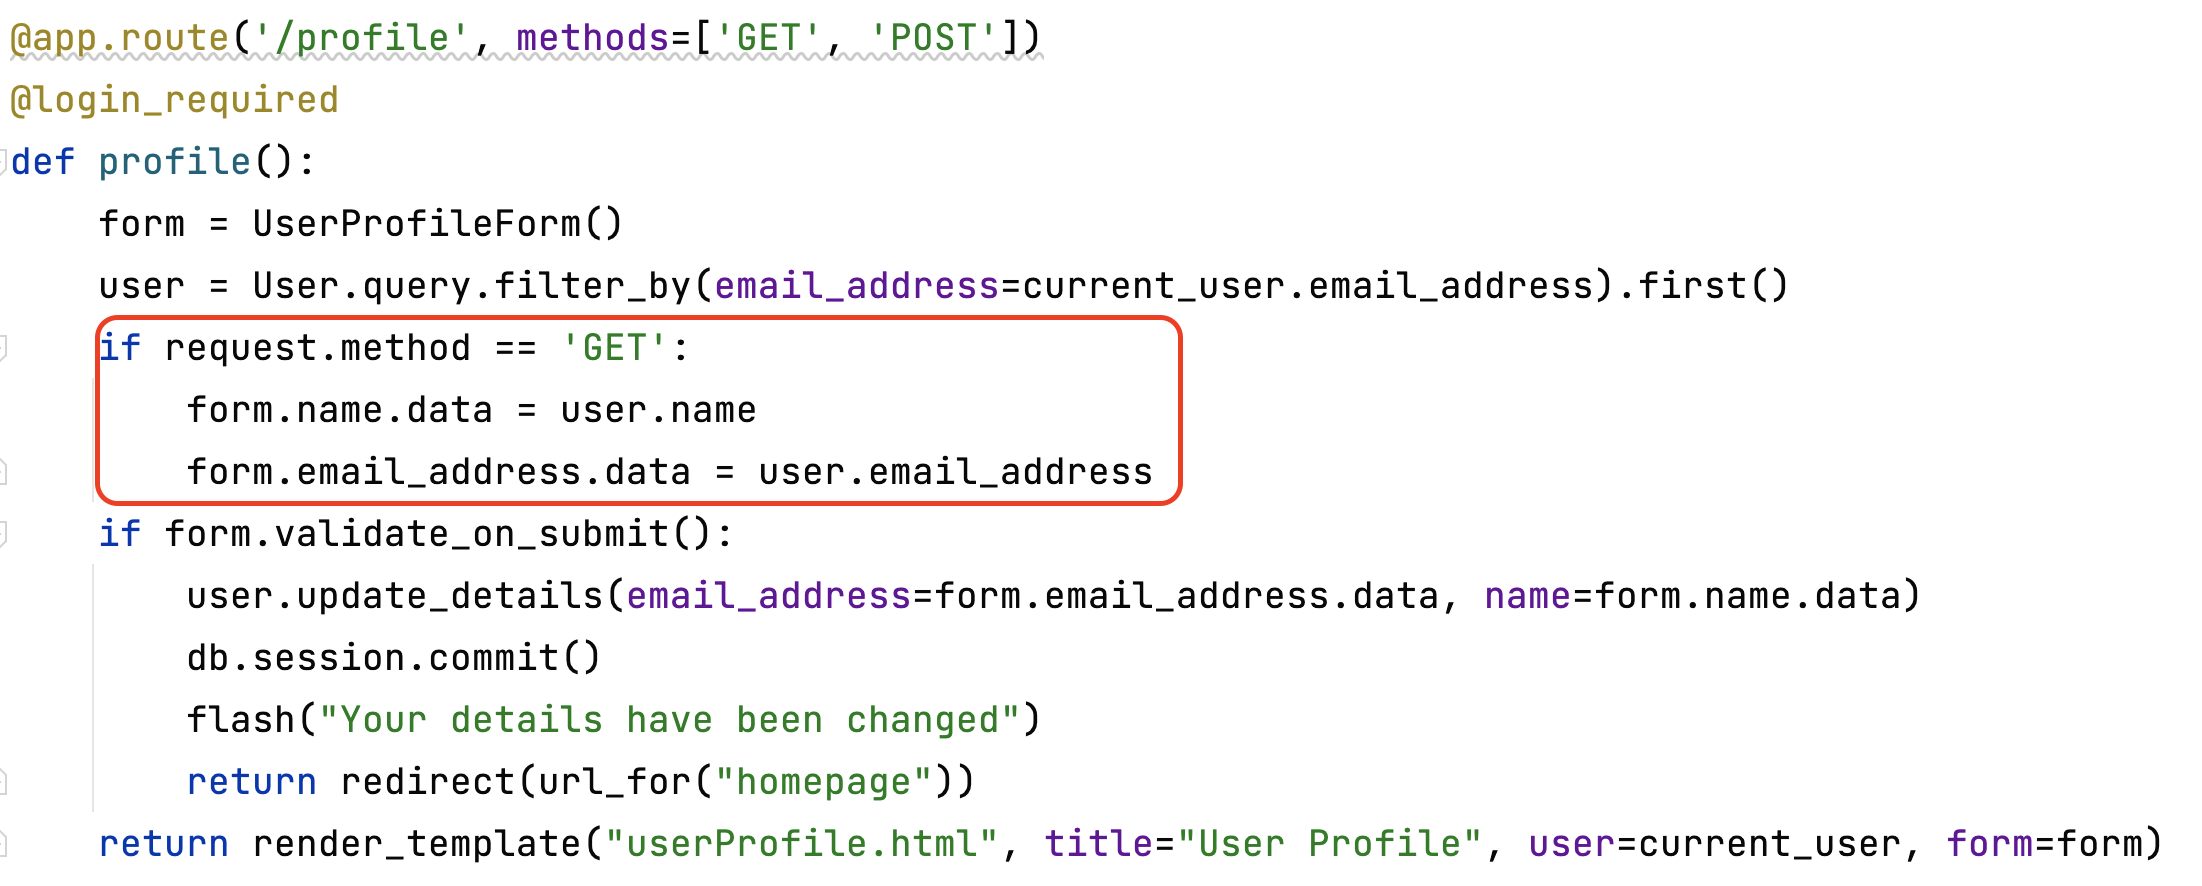 @app.route('/profile', methods=['GET', 'POST'])
@login_required
def profile():
    form = UserProfileForm()
    user = User.query.filter_by(email_address=current_user.email_address).first()
    if request.method == 'GET':
        form.name.data = user.name
        form.email_address.data = user.email_address
    if form.validate_on_submit():
        user.update_details(email_address=form.email_address.data, name=form.name.data)
        db.session.commit()
        flash("Your details have been changed")
        return redirect(url_for("homepage"))
    return render_template("userProfile.html", title="User Profile", user=current_user, form=form)